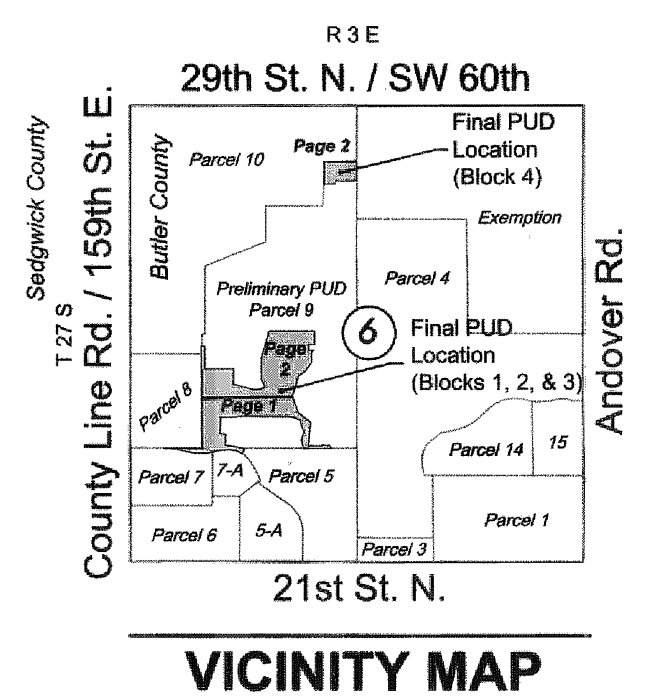 R 3 E
29th St. N. / SW 60th
Sedgwick County
T 27 S
County Line Rd. / 159th St. E.
Butler County
Parcel 10
Page 2
Final PUD
Location
(Block 4)
Exemption
Parcel 4
Preliminary PUD
Parcel 9
6
Final PUD
Location
(Blocks 1, 2, & 3)
Page
2
Page 1
Parcel 8
Andover Rd.
Parcel 14
15
Parcel 7
7-A
Parcel 5
Parcel 6
5-A
Parcel 3
Parcel 1
21st St. N.
VICINITY MAP